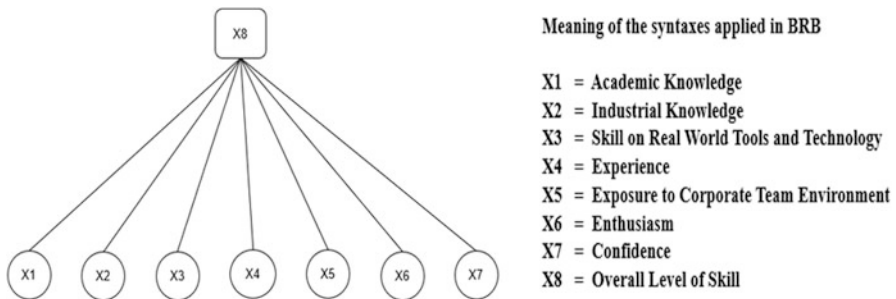 X8
X1
X2
X3
X4
X5
X6
X7
Meaning of the syntaxes applied in BRB
X1 = Academic Knowledge
X2 = Industrial Knowledge
X3 = Skill on Real World Tools and Technology
X4 = Experience
X5 = Exposure to Corporate Team Environment
X6 = Enthusiasm
X7 = Confidence
X8 = Overall Level of Skill